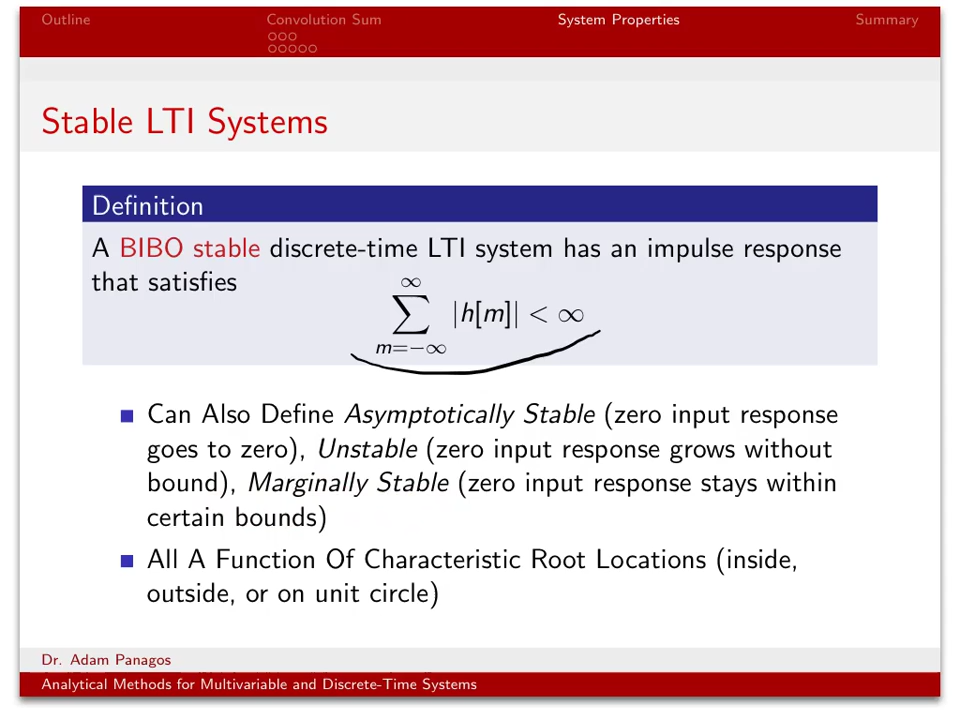 Outline Convolution Sum System Properties Summary
Stable LTI Systems
Definition
A BIBO stable discrete-time LTI system has an impulse response
that satisfies
∞
∑ |h[m]| < ∞
m=−∞
Can Also Define Asymptotically Stable (zero input response
goes to zero), Unstable (zero input response grows without
bound), Marginally Stable (zero input response stays within
certain bounds)
All A Function Of Characteristic Root Locations (inside,
outside, or on unit circle)
Dr. Adam Panagos
Analytical Methods for Multivariable and Discrete-Time Systems